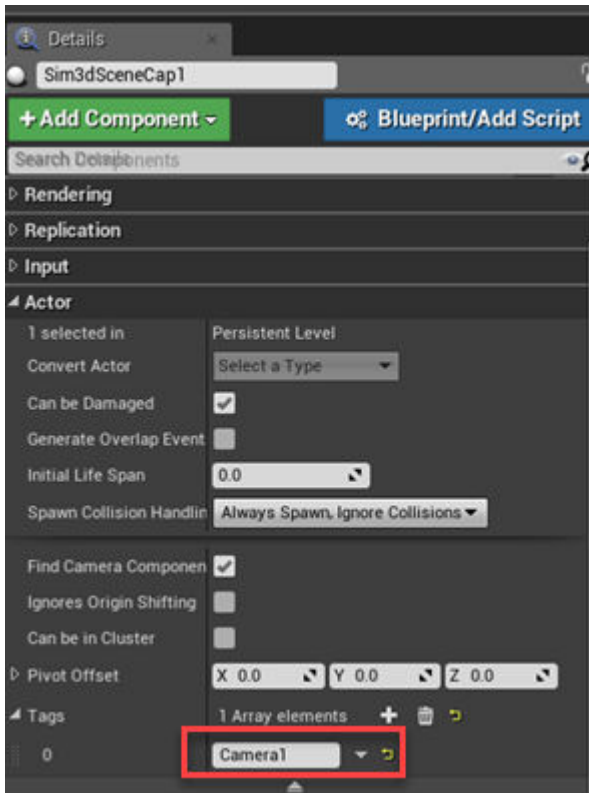 Details
Sim3dSceneCap1
+Add Component
Blueprint/Add Script
Search Details
Rendering
Replication
Input
Actor
1 selected in Persistent Level
Convert Actor Select a Type
Can be Damaged
Generate Overlap Event
Initial Life Span 0.0
Spawn Collision Handlin Always Spawn, Ignore Collisions
Find Camera Componen
Ignores Origin Shifting
Can be in Cluster
Pivot Offset X 0.0 Y 0.0 Z 0.0
Tags 1 Array elements
0 Camera1